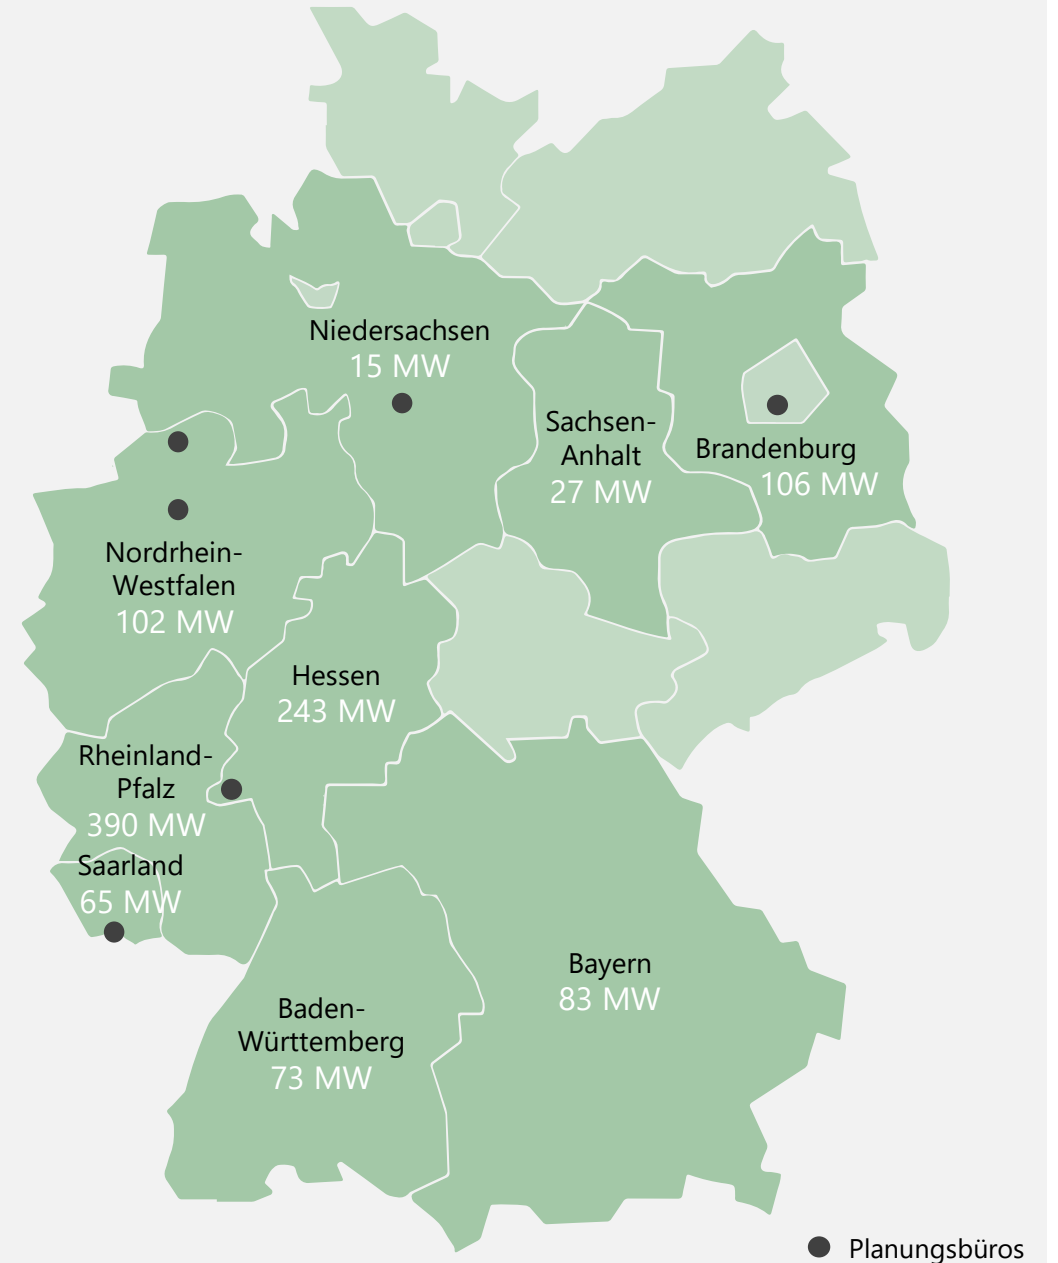 Niedersachsen
15 MW
Sachsen-
Anhalt
27 MW
Brandenburg
106 MW
Nordrhein-
Westfalen
102 MW
Hessen
243 MW
Rheinland-
Pfalz
390 MW
Saarland
65 MW
Bayern
83 MW
Baden-
Württemberg
73 MW
Planungsbüros